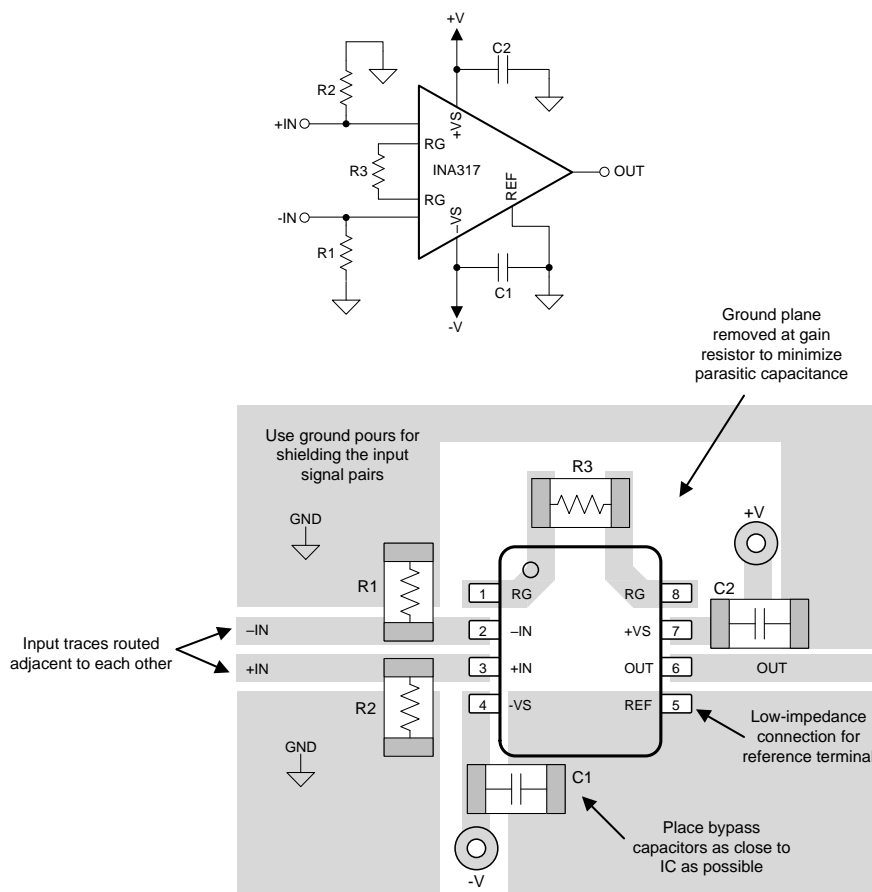 +V
C2
R2
+IN
+VS
RG
R3
INA317
OUT
RG
REF
-IN
–VS
R1
C1
-V
Ground plane
removed at gain
resistor to minimize
parasitic capacitance
Use ground pours for
shielding the input
signal pairs
R3
GND
+V
R1
C2
1
RG
RG
8
Input traces routed
adjacent to each other
–IN
2
–IN
+VS
7
+IN
3
+IN
OUT
6
OUT
R2
4
-VS
REF
5
Low-impedance
connection for
reference terminal
GND
C1
Place bypass
capacitors as close to
IC as possible
-V